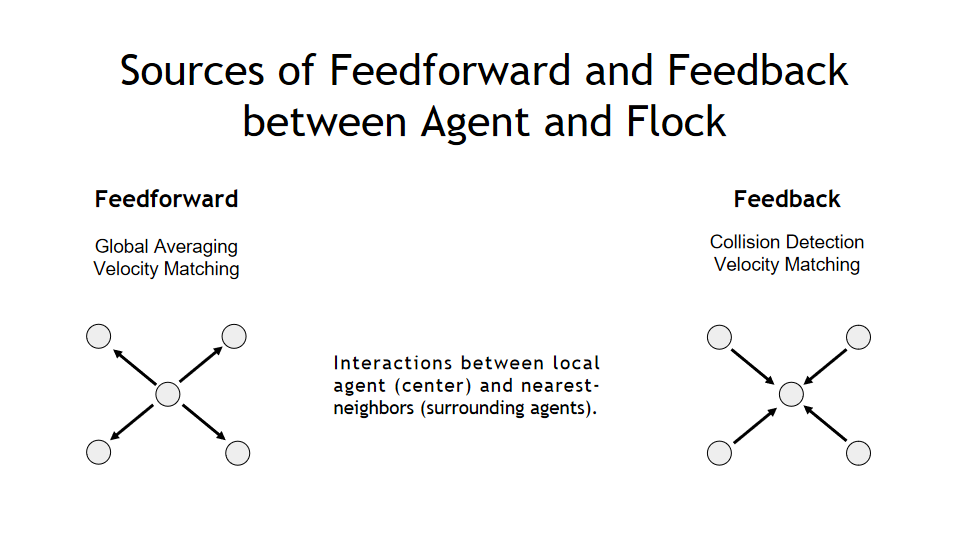 Sources of Feedforward and Feedback
between Agent and Flock
Feedforward
Global Averaging
Velocity Matching
Interactions between local
agent (center) and nearest-
neighbors (surrounding agents).
Feedback
Collision Detection
Velocity Matching